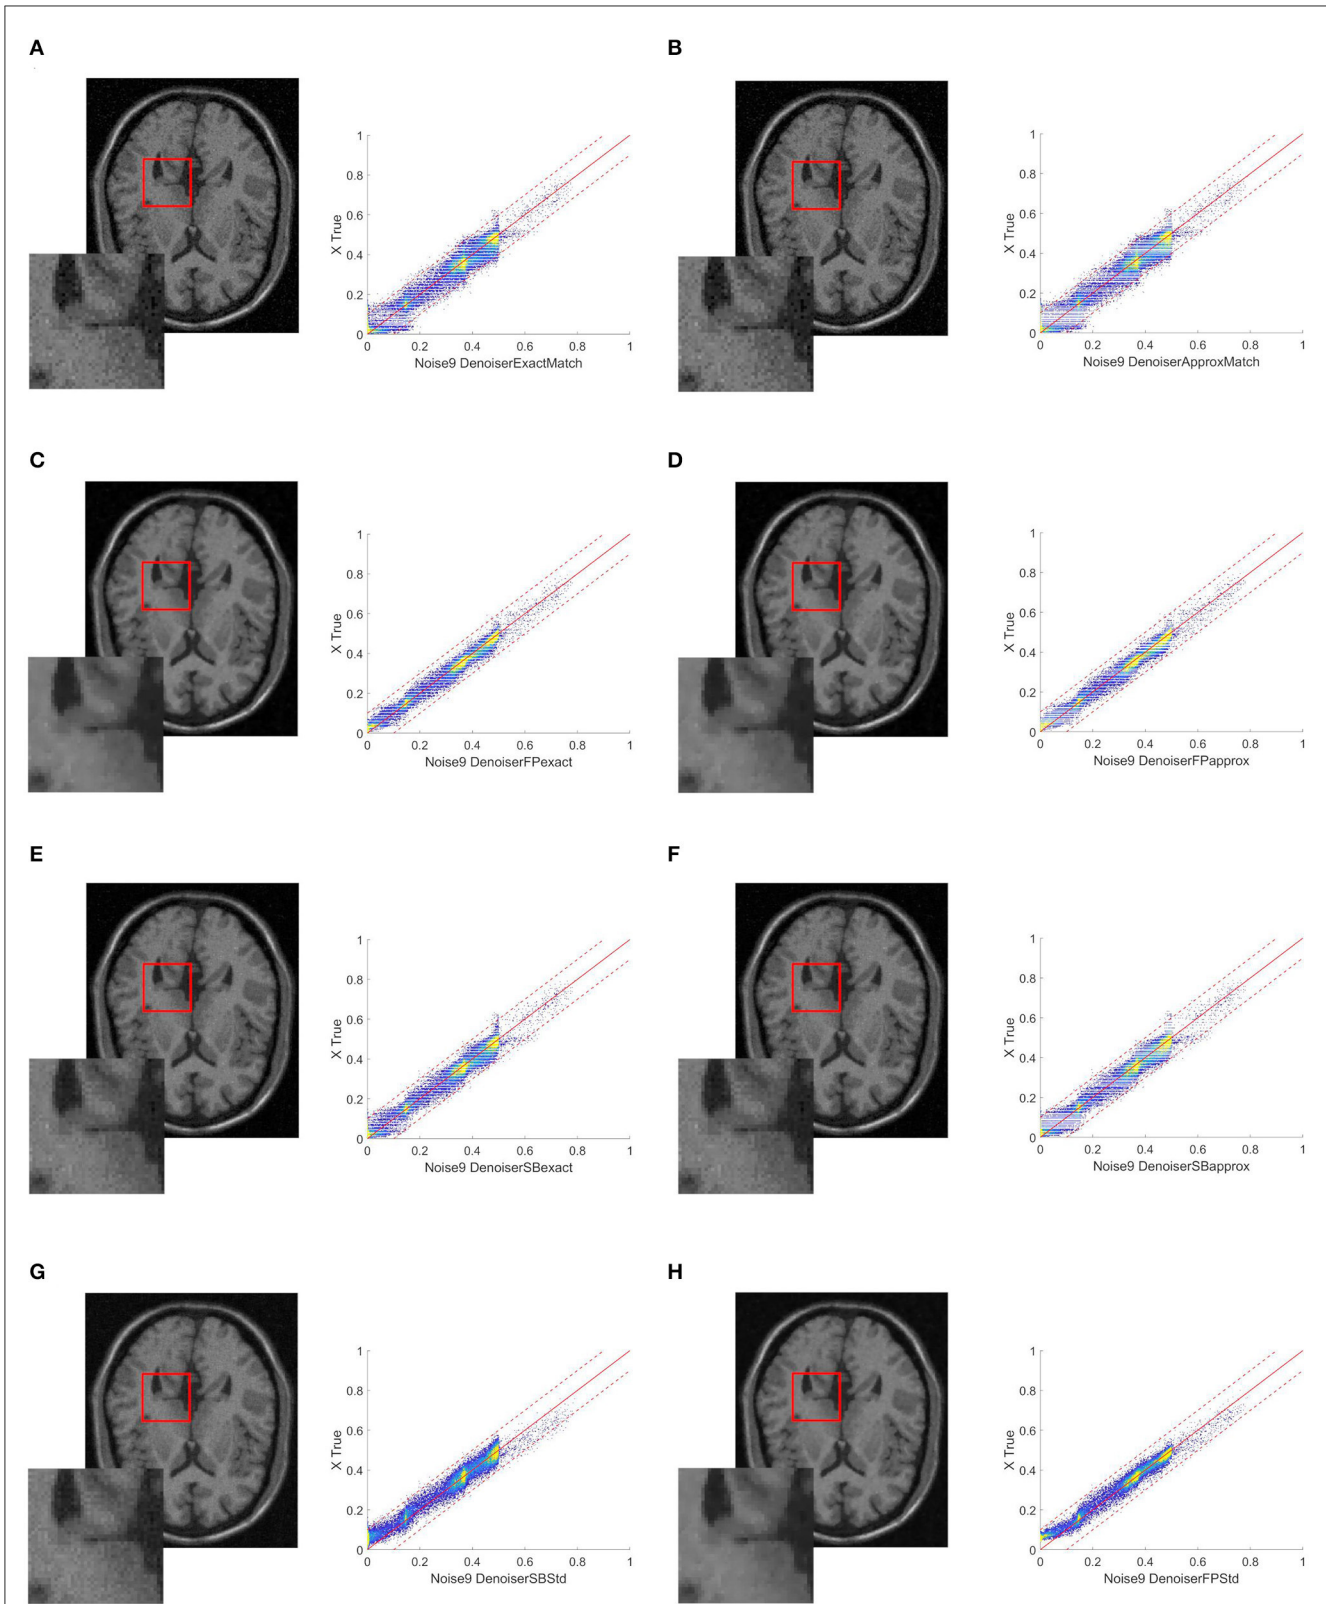 A
B
1
0.8
0.6
X True
0.4
0.2
0
0 0.2 0.4 0.6 0.8 1
Noise9 DenoiserExactMatch
1
0.8
0.6
X True
0.4
0.2
0
0 0.2 0.4 0.6 0.8 1
Noise9 DenoiserApproxMatch
C
D
1
0.8
0.6
X True
0.4
0.2
0
0 0.2 0.4 0.6 0.8 1
Noise9 DenoiserFPexact
1
0.8
0.6
X True
0.4
0.2
0
0 0.2 0.4 0.6 0.8 1
Noise9 DenoiserFPapprox
E
F
1
0.8
0.6
X True
0.4
0.2
0
0 0.2 0.4 0.6 0.8 1
Noise9 DenoiserSBexact
1
0.8
0.6
X True
0.4
0.2
0
0 0.2 0.4 0.6 0.8 1
Noise9 DenoiserSBapprox
G
H
1
0.8
0.6
X True
0.4
0.2
0
0 0.2 0.4 0.6 0.8 1
Noise9 DenoiserSBStd
1
0.8
0.6
X True
0.4
0.2
0
0 0.2 0.4 0.6 0.8 1
Noise9 DenoiserFPStd